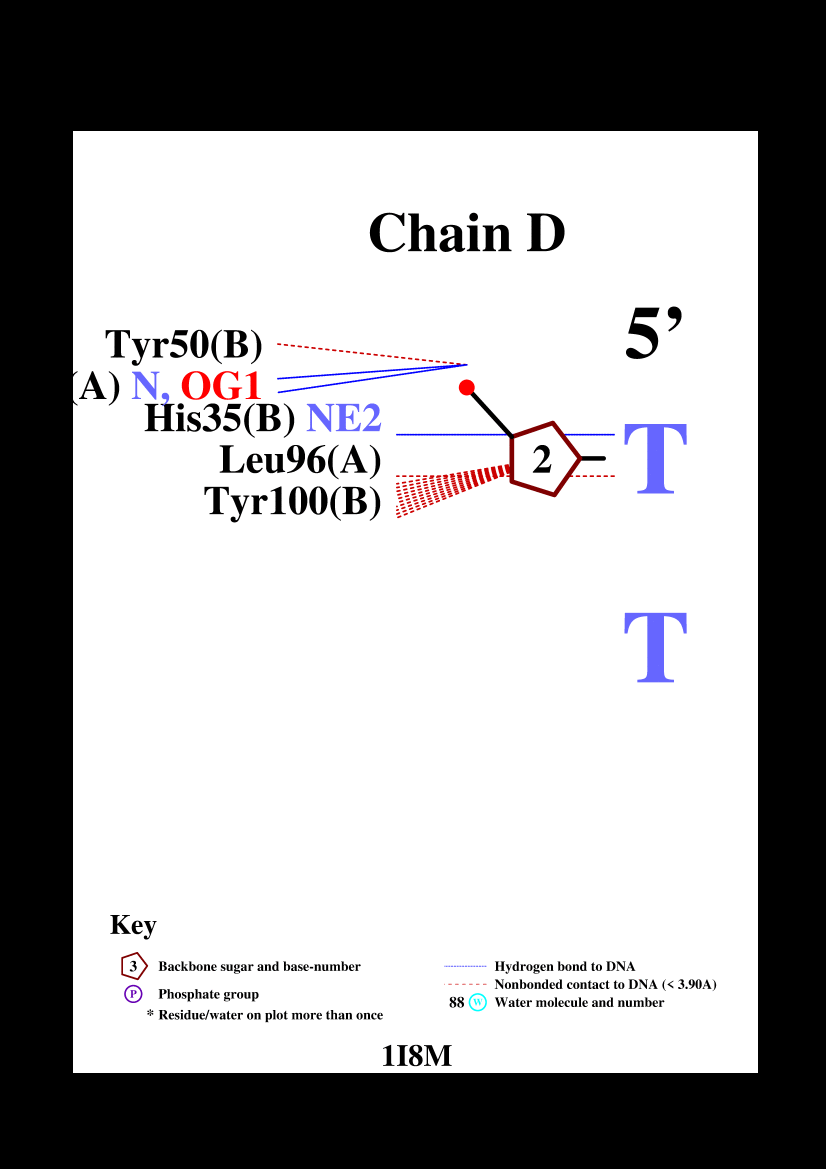 Chain D
5’
Tyr50(B)
(A) N, OG1
His35(B) NE2
T
Leu96(A)
2
Tyr100(B)
T
Key
3 Backbone sugar and base-number
P Phosphate group
* Residue/water on plot more than once
Hydrogen bond to DNA
Nonbonded contact to DNA (< 3.90A)
88 W Water molecule and number
1I8M